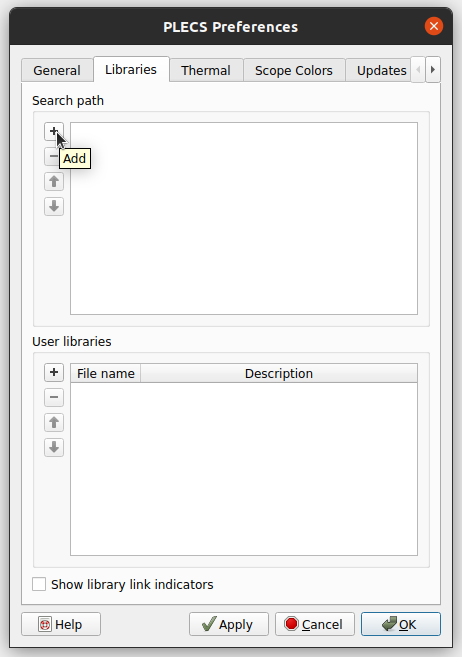 PLECS Preferences
General Libraries Thermal Scope Colors Updates
Search path
Add
User libraries
File name Description
Show library link indicators
Help Apply Cancel OK